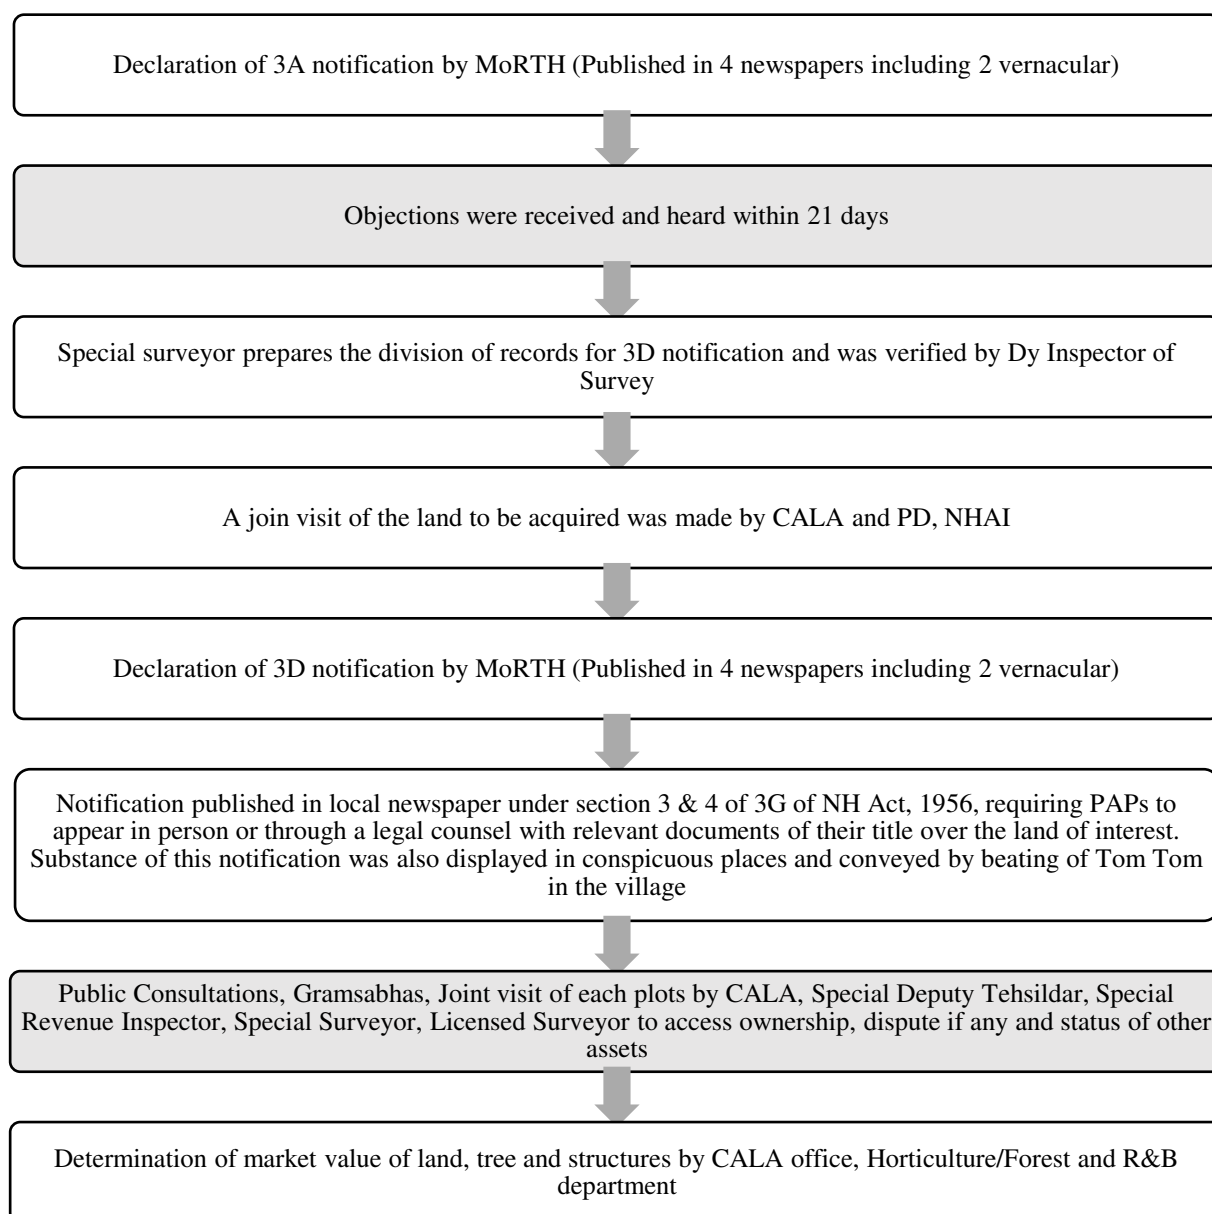 Declaration of 3A notification by MoRTH (Published in 4 newspapers including 2 vernacular)
Objections were received and heard within 21 days
Special surveyor prepares the division of records for 3D notification and was verified by Dy Inspector of
Survey
A join visit of the land to be acquired was made by CALA and PD, NHAI
Declaration of 3D notification by MoRTH (Published in 4 newspapers including 2 vernacular)
Notification published in local newspaper under section 3 & 4 of 3G of NH Act, 1956, requiring PAPs to
appear in person or through a legal counsel with relevant documents of their title over the land of interest.
Substance of this notification was also displayed in conspicuous places and conveyed by beating of Tom Tom
in the village
Public Consultations, Gramsabhas, Joint visit of each plots by CALA, Special Deputy Tehsildar, Special
Revenue Inspector, Special Surveyor, Licensed Surveyor to access ownership, dispute if any and status of other
assets
Determination of market value of land, tree and structures by CALA office, Horticulture/Forest and R&B
department